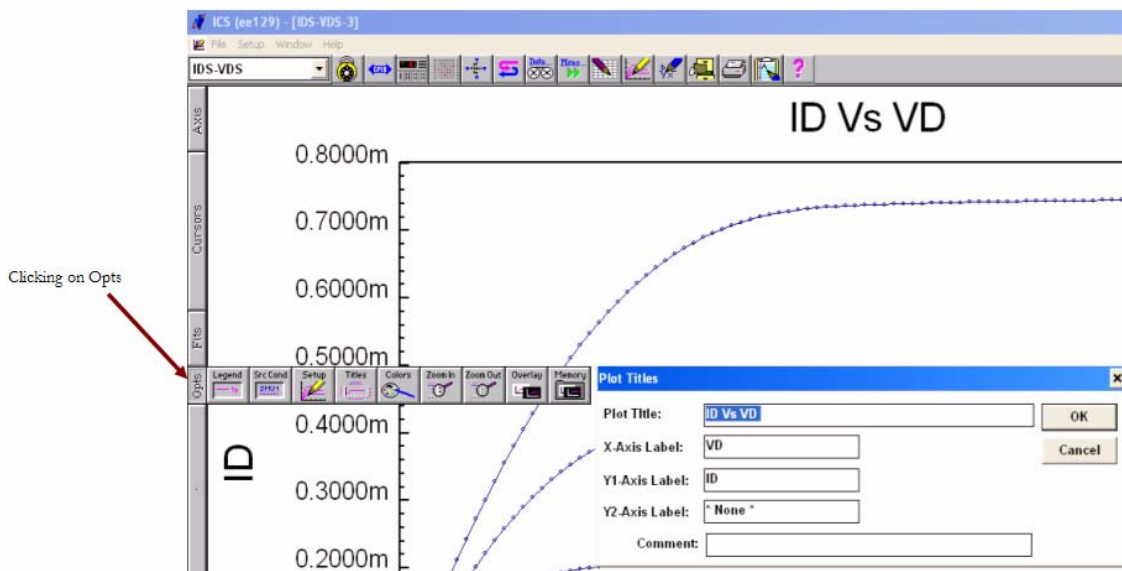 ICS (ee129) - [IDS-VDS-3]
File Setup Window Help
IDS-VDS
Data...
Meas...
Axis
Cursors
Fits
Opts
ID Vs VD
0.8000m
0.7000m
0.6000m
0.5000m
0.4000m
0.3000m
0.2000m
ID
Clicking on Opts
Legend Src Cond Setup Titles Colors Zoom In Zoom Out Overlay Memory
SMU1
Plot Titles
Plot Title: ID Vs VD
OK
X-Axis Label: VD
Cancel
Y1-Axis Label: ID
Y2-Axis Label: * None *
Comment: